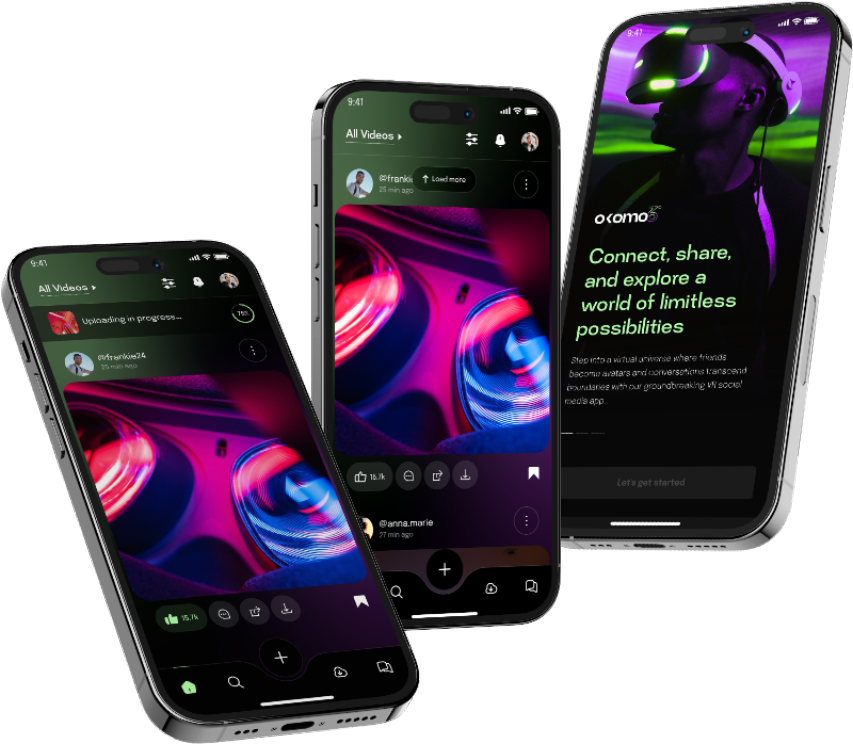 9:41
All Videos
Uploading in progress...
75%
@frankie24
25 min ago
15.7k
9:41
All Videos
@frankie
25 min ago
Load more
15.7k
@anna.marie
27 min ago
9:41
okomo
Connect, share,
and explore a
world of limitless
possibilities
Step into a virtual universe where friends
become avatars and conversations transcend
boundaries with our groundbreaking VR social
media app
Let's get started